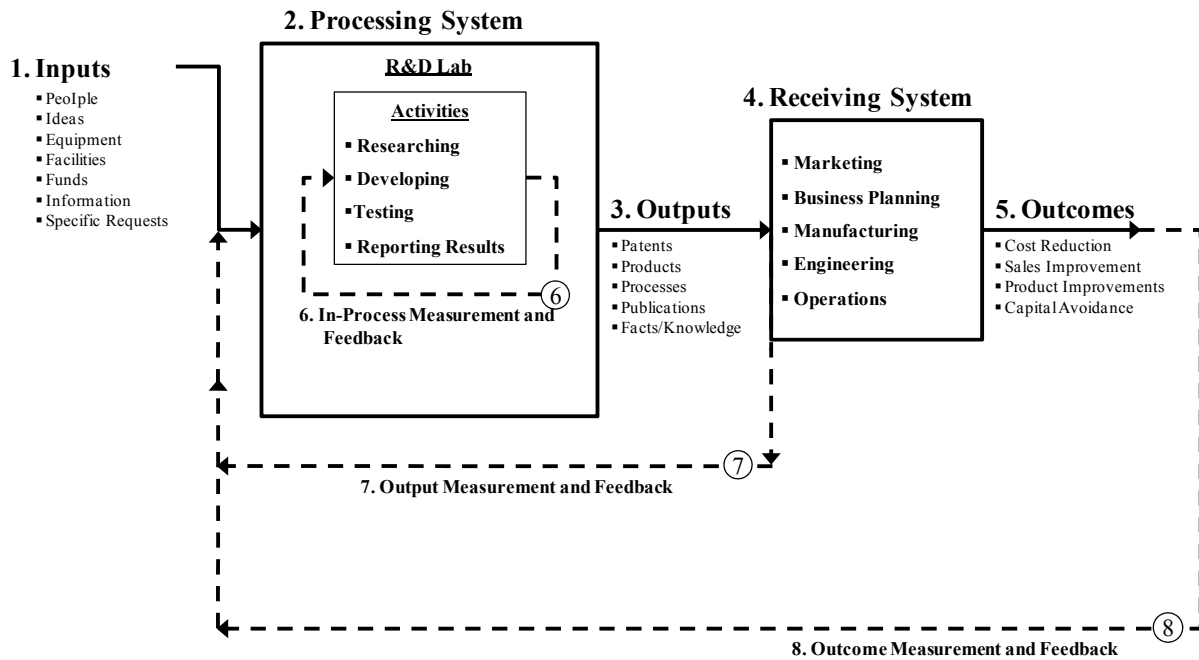 2. Processing System
1. Inputs
▪ PeoIple
▪ Ideas
▪ Equipment
▪ Facilities
▪ Funds
▪ Information
▪ Specific Requests
R&D Lab
Activities
▪ Researching
▪ Developing
▪ Testing
▪ Reporting Results
6
6. In-Process Measurement and
Feedback
3. Outputs
▪ Patents
▪ Products
▪ Processes
▪ Publications
▪ Facts/Knowledge
4. Receiving System
▪ Marketing
▪ Business Planning
▪ Manufacturing
▪ Engineering
▪ Operations
5. Outcomes
▪ Cost Reduction
▪ Sales Improvement
▪ Product Improvements
▪ Capital Avoidance
7
7. Output Measurement and Feedback
8
8. Outcome Measurement and Feedback